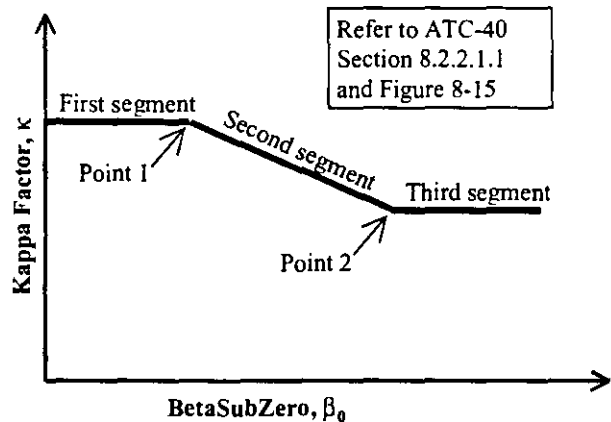 Refer to ATC-40
Section 8.2.2.1.1
and Figure 8-15
First segment
Second segment
Third segment
Point 1
Point 2
Kappa Factor, κ
BetaSubZero, β₀